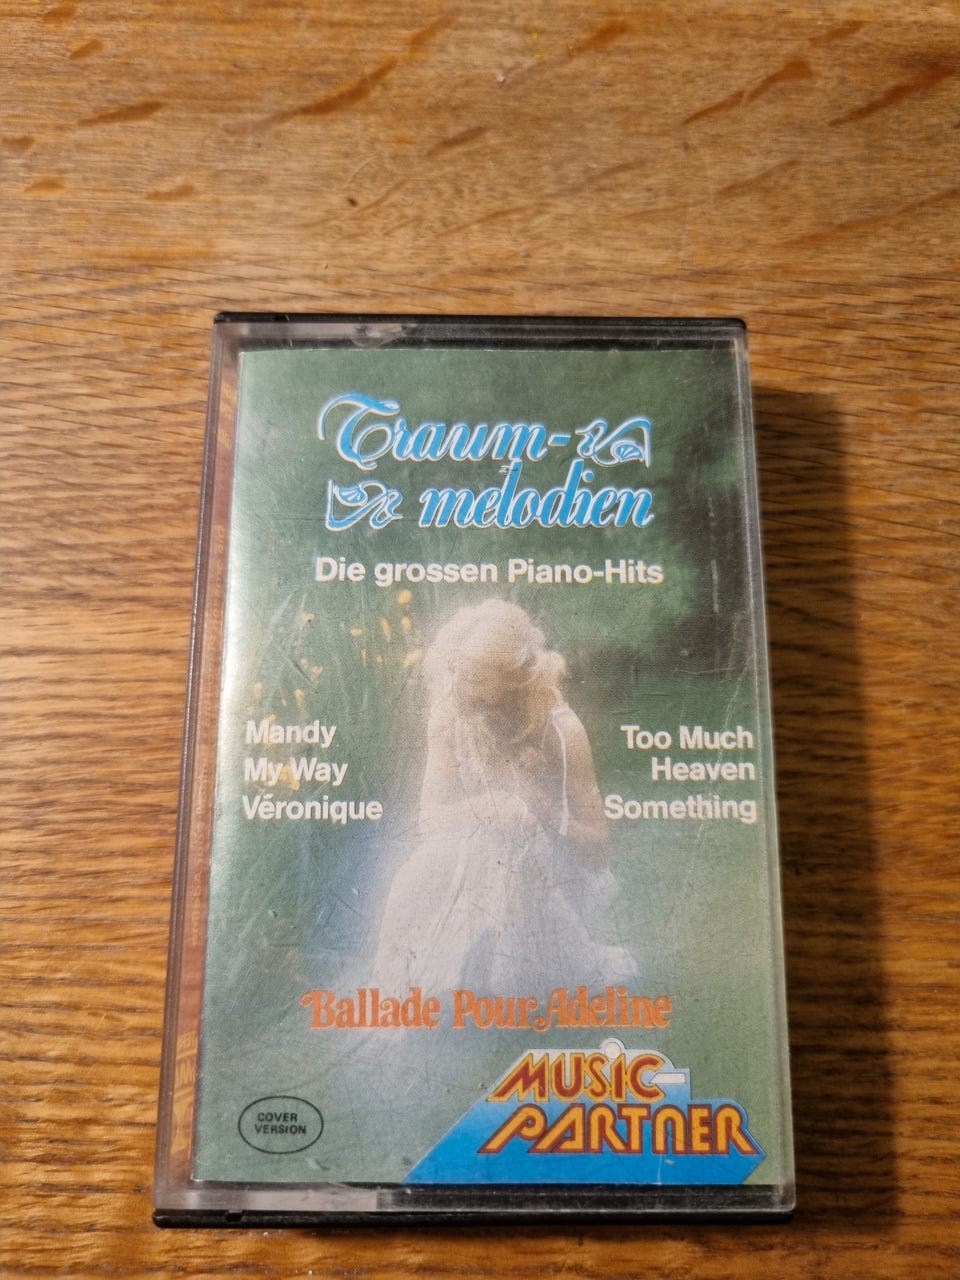 Traum-
melodien
Die grossen Piano-Hits
Mandy
My Way
Véronique
Too Much
Heaven
Something
Ballade Pour Adeline
COVER
VERSION
MUSIC-
PARTNER